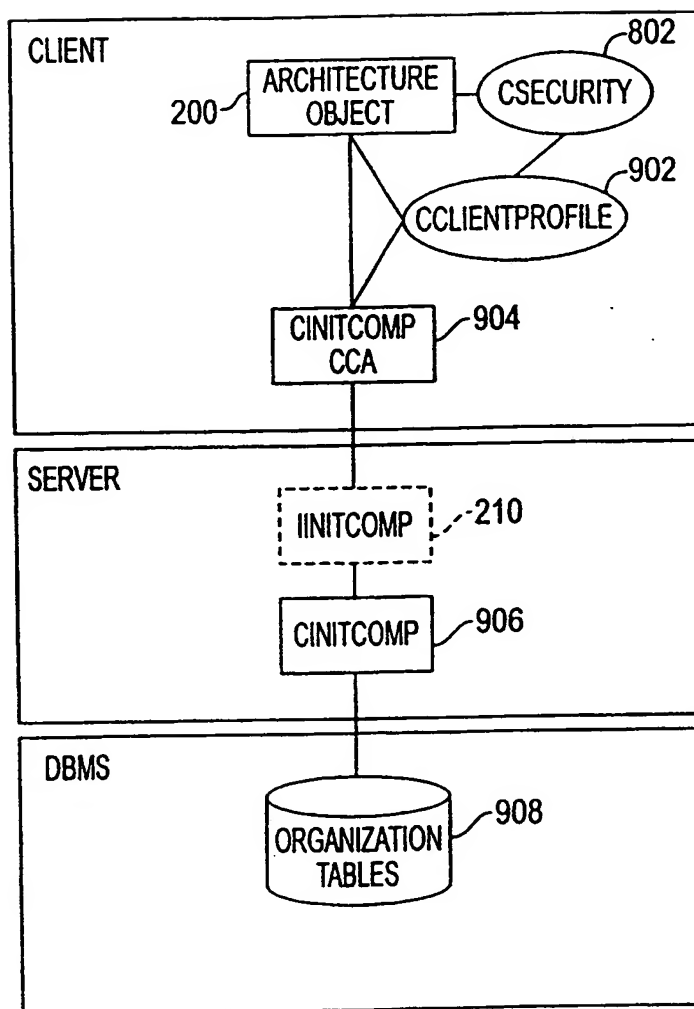 CLIENT
802
ARCHITECTURE
OBJECT
CSECURITY
200
902
CCLIENTPROFILE
CINITCOMP
CCA
904
SERVER
IINITCOMP
210
CINITCOMP
906
DBMS
ORGANIZATION
TABLES
908